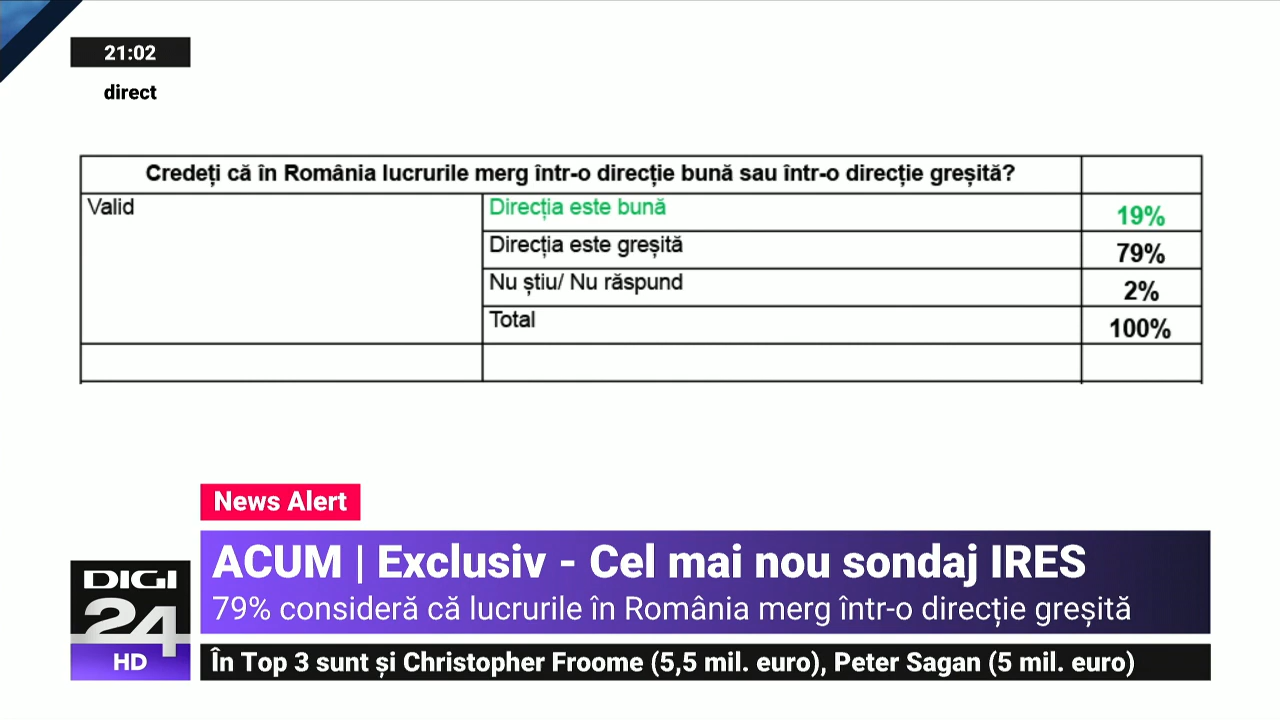 21:02
direct
Credeți că în România lucrurile merg într-o direcție bună sau într-o direcție greșită?
Valid
Direcția este bună
19%
Direcția este greșită
79%
Nu știu/ Nu răspund
2%
Total
100%
News Alert
ACUM | Exclusiv - Cel mai nou sondaj IRES
79% consideră că lucrurile în România merg într-o direcție greșită
DIGI
24
HD
În Top 3 sunt și Christopher Froome (5,5 mil. euro), Peter Sagan (5 mil. euro)